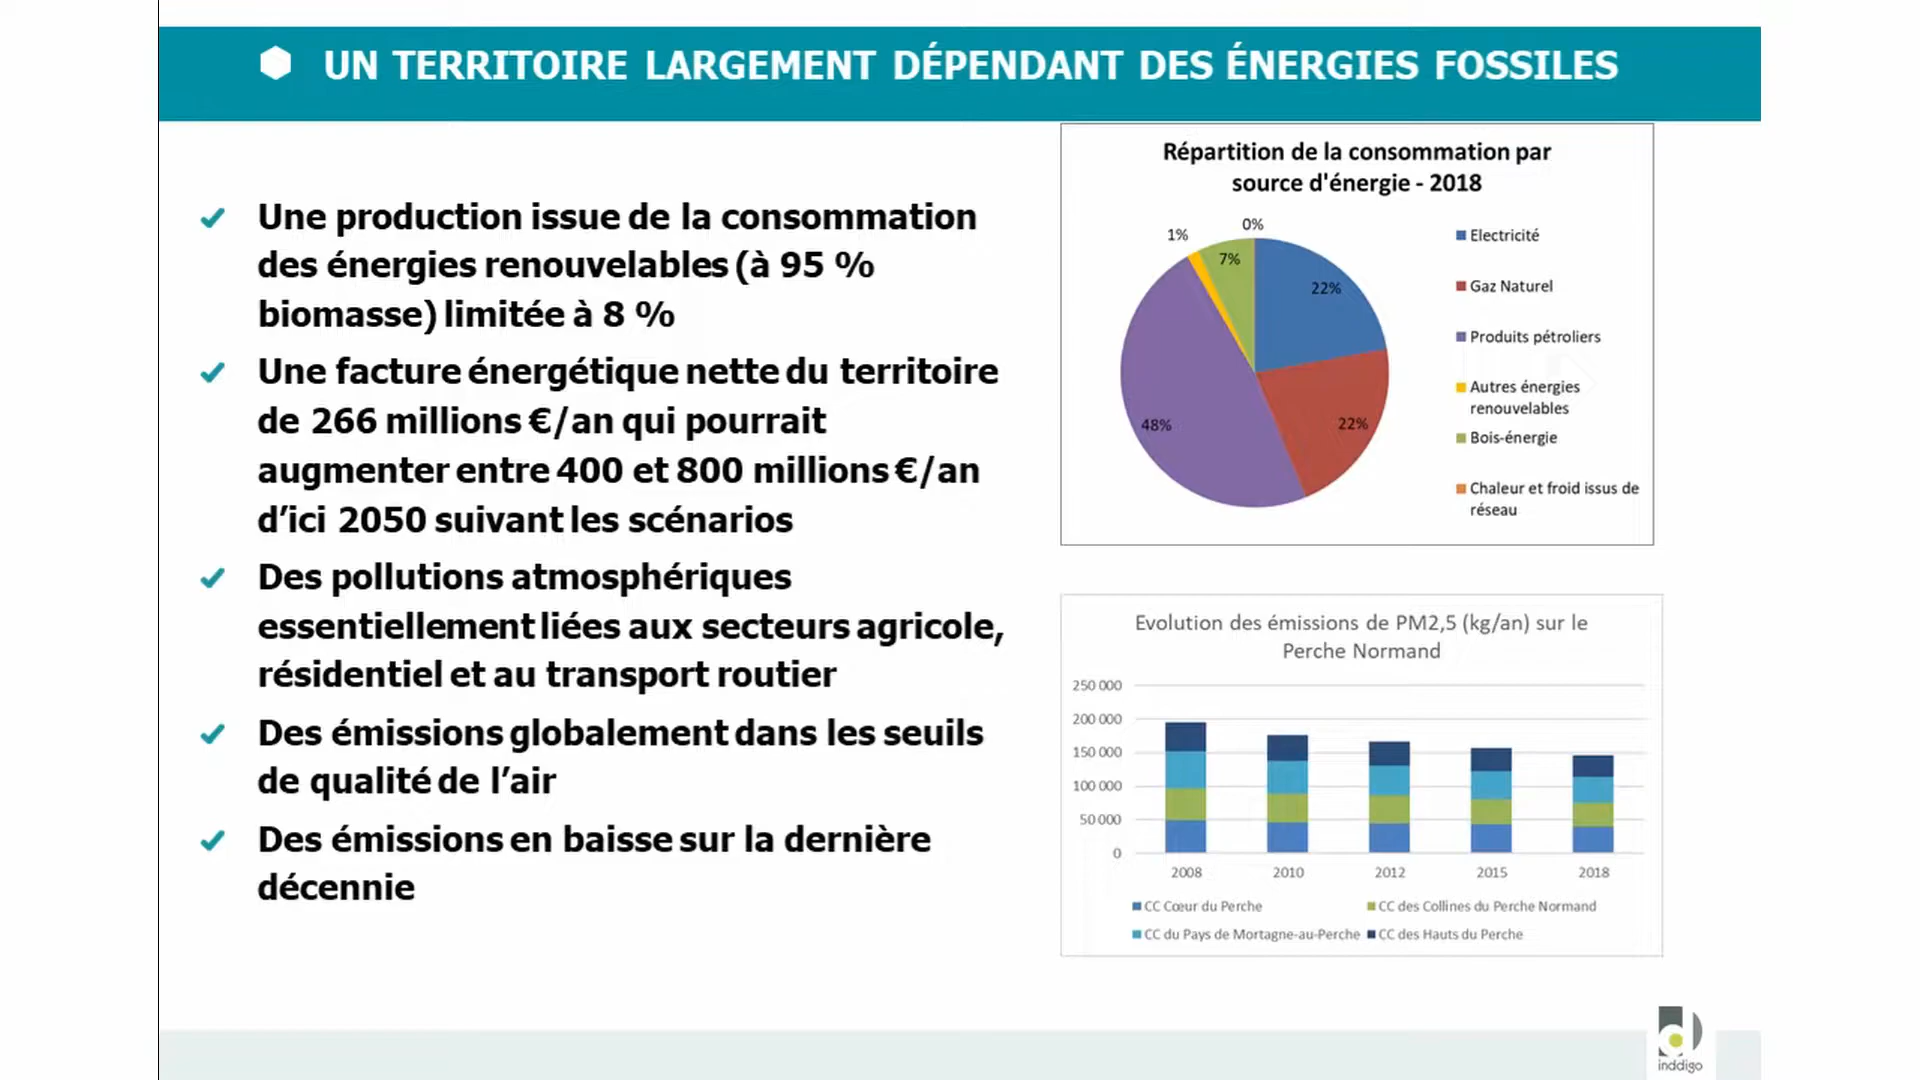 UN TERRITOIRE LARGEMENT DÉPENDANT DES ÉNERGIES FOSSILES
Une production issue de la consommation
des énergies renouvelables (à 95 %
biomasse) limitée à 8 %
Une facture énergétique nette du territoire
de 266 millions €/an qui pourrait
augmenter entre 400 et 800 millions €/an
d’ici 2050 suivant les scénarios
Des pollutions atmosphériques
essentiellement liées aux secteurs agricole,
résidentiel et au transport routier
Des émissions globalement dans les seuils
de qualité de l’air
Des émissions en baisse sur la dernière
décennie
Répartition de la consommation par
source d'énergie - 2018
0%
1%
7%
22%
48%
22%
Electricité
Gaz Naturel
Produits pétroliers
Autres énergies
renouvelables
Bois-énergie
Chaleur et froid issus de
réseau
Evolution des émissions de PM2,5 (kg/an) sur le
Perche Normand
250 000
200 000
150 000
100 000
50 000
0
2008 2010 2012 2015 2018
CC Cœur du Perche CC des Collines du Perche Normand
CC du Pays de Mortagne-au-Perche CC des Hauts du Perche
inddigo